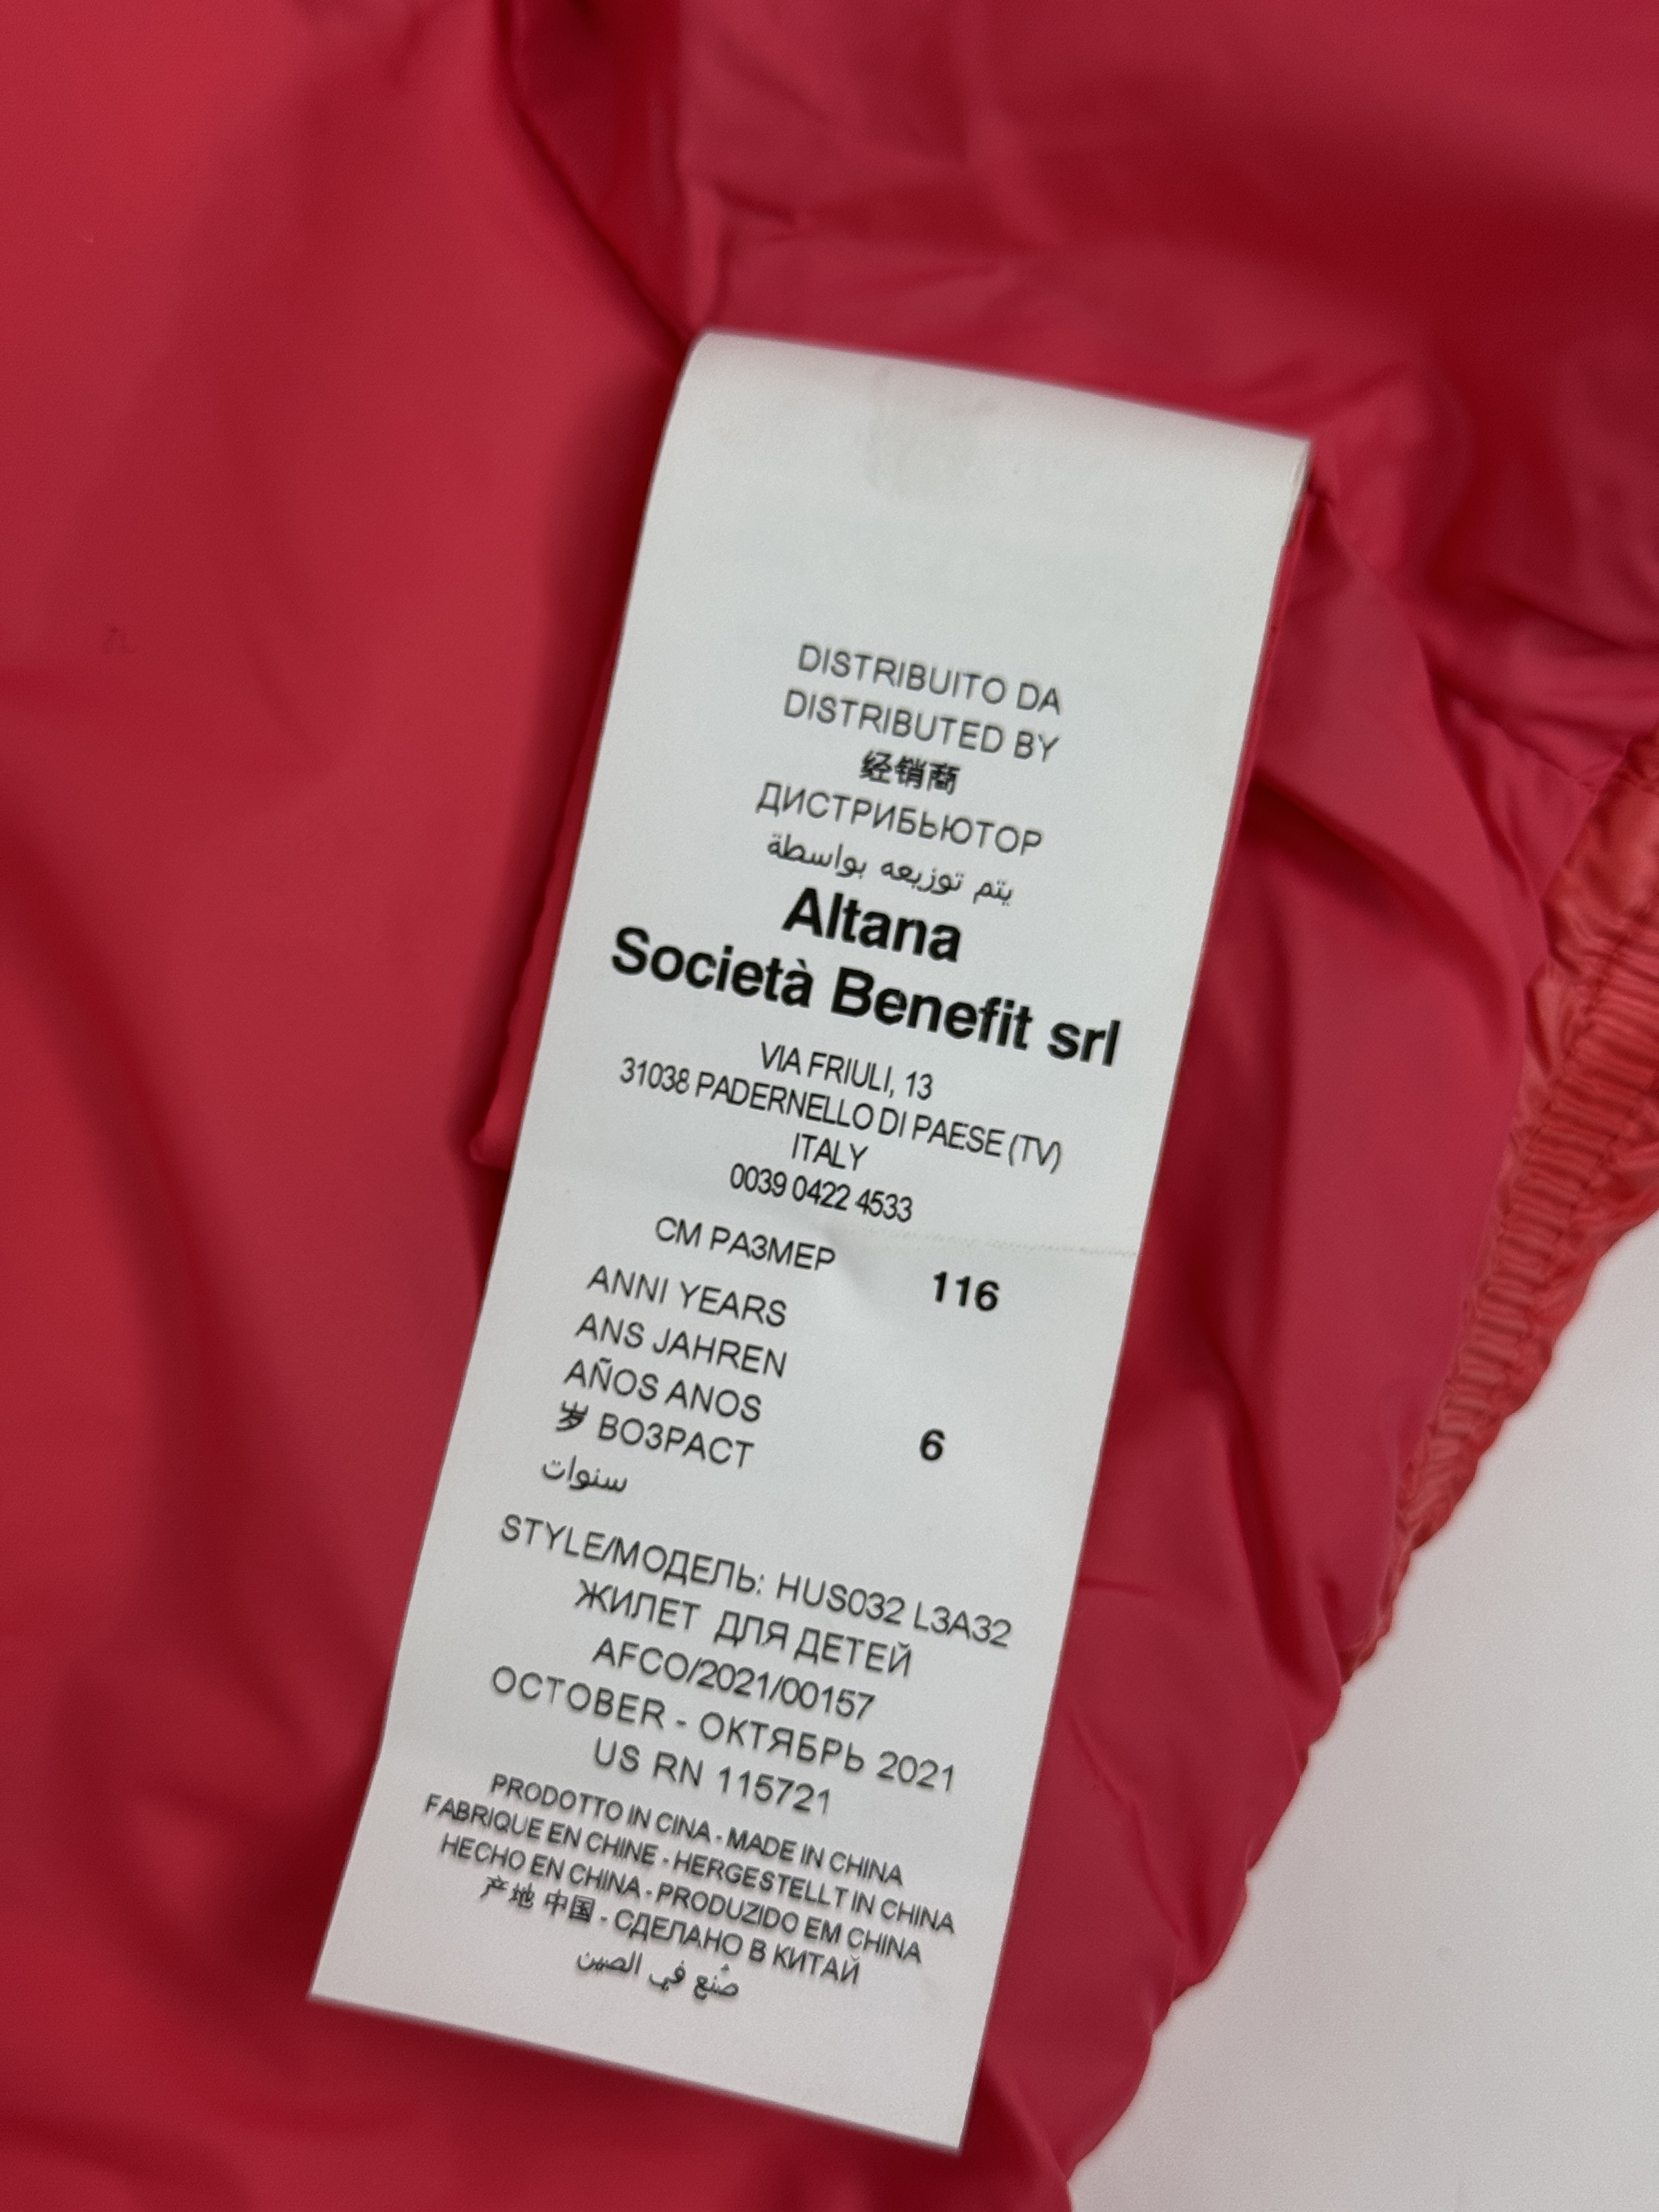 DISTRIBUITO DA
DISTRIBUTED BY
经销商
ДИСТРИБЬЮТОР
يتم توزيعه بواسطة
Altana
Società Benefit srl
VIA FRIULI, 13
31038 PADERNELLO DI PAESE (TV)
ITALY
0039 0422 4533
СМ РАЗМЕР 116
ANNI YEARS
ANS JAHREN
AÑOS ANOS
岁 ВОЗРАСТ 6
سنوات
STYLE/МОДЕЛЬ: HUS032 L3A32
ЖИЛЕТ ДЛЯ ДЕТЕЙ
AFCO/2021/00157
OCTOBER - ОКТЯБРЬ 2021
US RN 115721
PRODOTTO IN CINA - MADE IN CHINA
FABRIQUE EN CHINE - HERGESTELLT IN CHINA
HECHO EN CHINA - PRODUZIDO EM CHINA
产地 中国 - СДЕЛАНО В КИТАЙ
صُنع في الصين